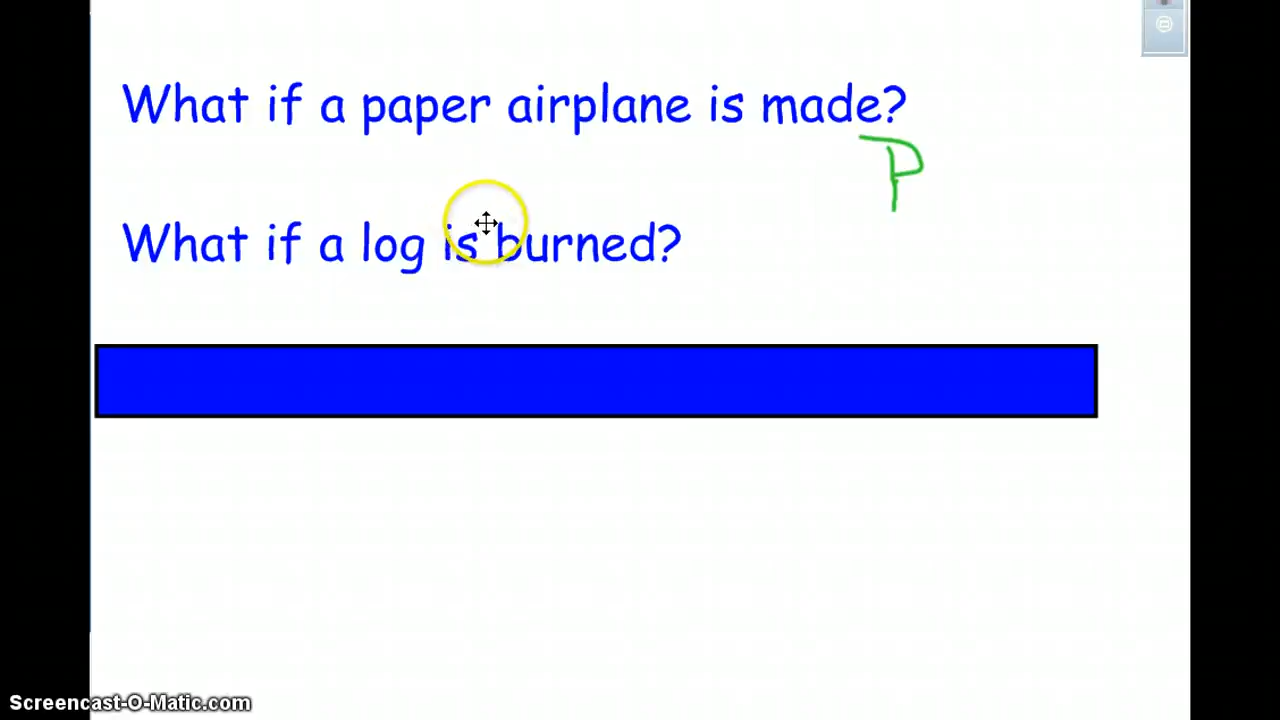 What if a paper airplane is made?
P
What if a log is burned?
Screencast-O-Matic.com